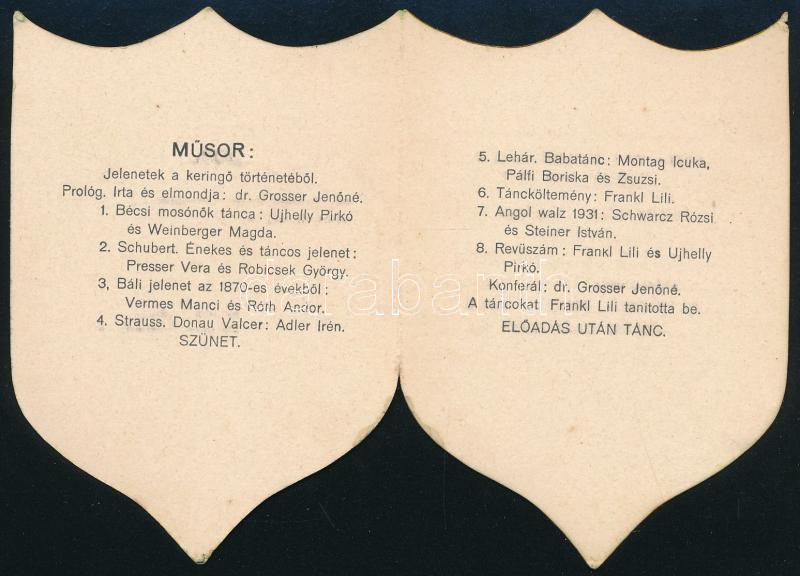 MŰSOR:
Jelenetek a keringő történetéből.
Prológ. Irta és elmondja: dr. Grosser Jenőné.
1. Bécsi mosónők tánca: Ujhelly Pirkó
és Weinberger Magda.
2. Schubert. Énekes és táncos jelenet:
Presser Vera és Robicsek György.
3, Báli jelenet az 1870-es évekből:
Vermes Manci és Róth Andor.
4. Strauss. Donau Valcer: Adler Irén.
SZÜNET.
5. Lehár. Babatánc: Montag Icuka,
Pálfi Boriska és Zsuzsi.
6. Táncköltemény: Frankl Lili.
7. Angol walz 1931: Schwarcz Rózsi
és Steiner István.
8. Revüszám: Frankl Lili és Ujhelly
Pirkó.
Konferál: dr. Grosser Jenőné.
A táncokat Frankl Lili tanitotta be.
ELŐADÁS UTÁN TÁNC.
darabanth